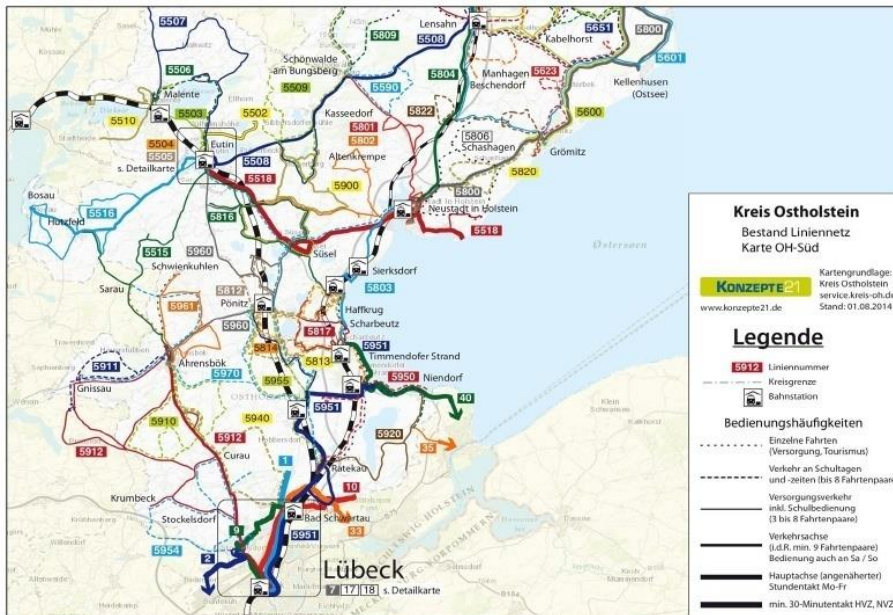 5507
5809
5508
Lensahn
Kabelhorst
5651
5800
5601
Schönwalde
am Bungsberg
5804
Manhagen
Beschendorf
5623
Kellenhusen
(Ostsee)
5506
Malente
5509
5590
5822
5600
5510
5503
5502
Kasseedorf
5801
5802
5806
Schashagen
Grömitz
5504
5505
s. Detailkarte
Eutin
5508
Altenkrempe
5820
5518
5900
5800
Bosau
5516
Hutzfeld
5816
Neustadt in Holstein
5518
Ostersøen
5515
5960
Süsel
Schwienkuhlen
Sierksdorf
5803
Sarau
5812
Pönitz
5961
Haffkrug
Scharbeutz
5960
5817
5951
5814
5813
Timmendorfer Strand
Ahrensbök
5911
5970
5955
5950
Niendorf
Gnissau
40
5951
5910
5940
5920
35
5912
5912
Curau
1
Ratekau
10
Krumbeck
Stockelsdorf
Bad Schwartau
33
9
5954
2
5951
Lübeck
7 17 18 s. Detailkarte
Kreis Ostholstein
Bestand Liniennetz
Karte OH-Süd
KONZEPTE21
www.konzepte21.de
Kartengrundlage:
Kreis Ostholstein
service.kreis-oh.de
Stand: 01.08.2014
Legende
5912 Liniennummer
Kreisgrenze
Bahnstation
Bedienungshäufigkeiten
Einzelne Fahrten
(Versorgung, Tourismus)
Verkehr an Schultagen
und -zeiten (bis 8 Fahrtenpaare)
Versorgungsverkehr
inkl. Schulbedienung
(3 bis 8 Fahrtenpaare)
Verkehrsachse
(i.d.R. min. 9 Fahrtenpaare)
Bedienung auch an Sa / So
Hauptachse (angenäherter)
Stundentakt Mo-Fr
min. 30-Minutentakt HVZ, NVZ